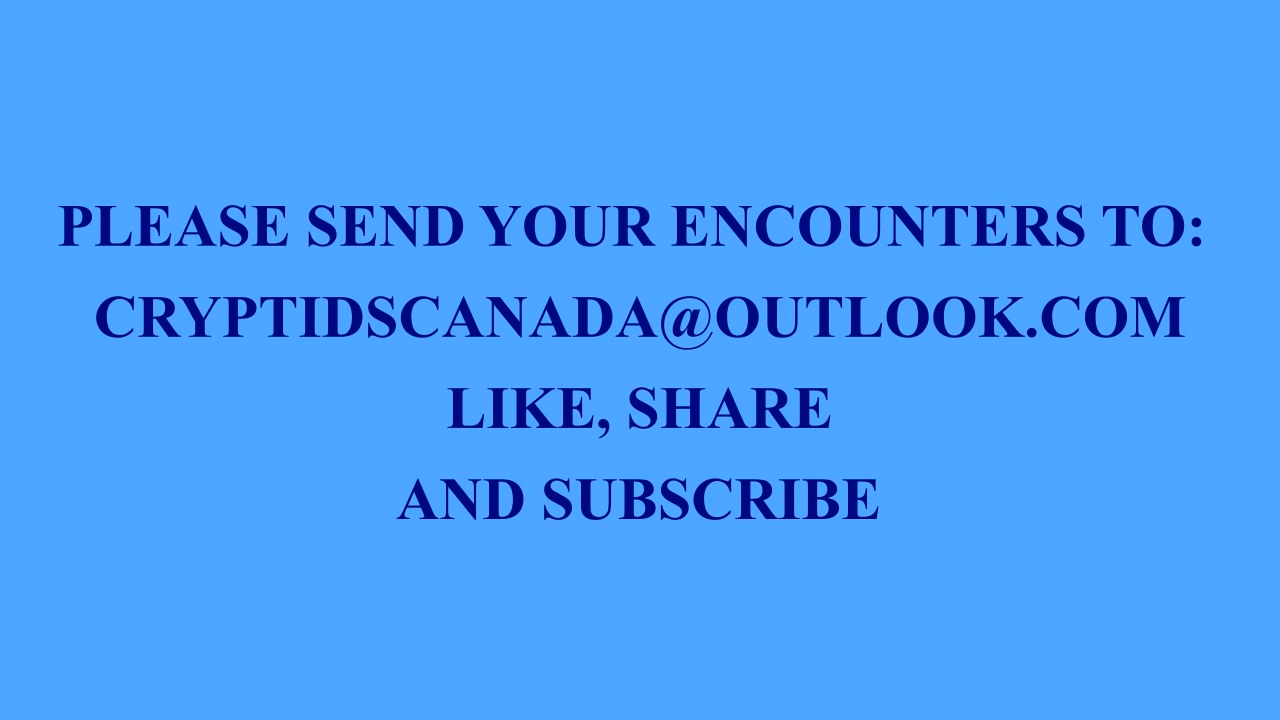 PLEASE SEND YOUR ENCOUNTERS TO:
CRYPTIDSCANADA@OUTLOOK.COM
LIKE, SHARE
AND SUBSCRIBE